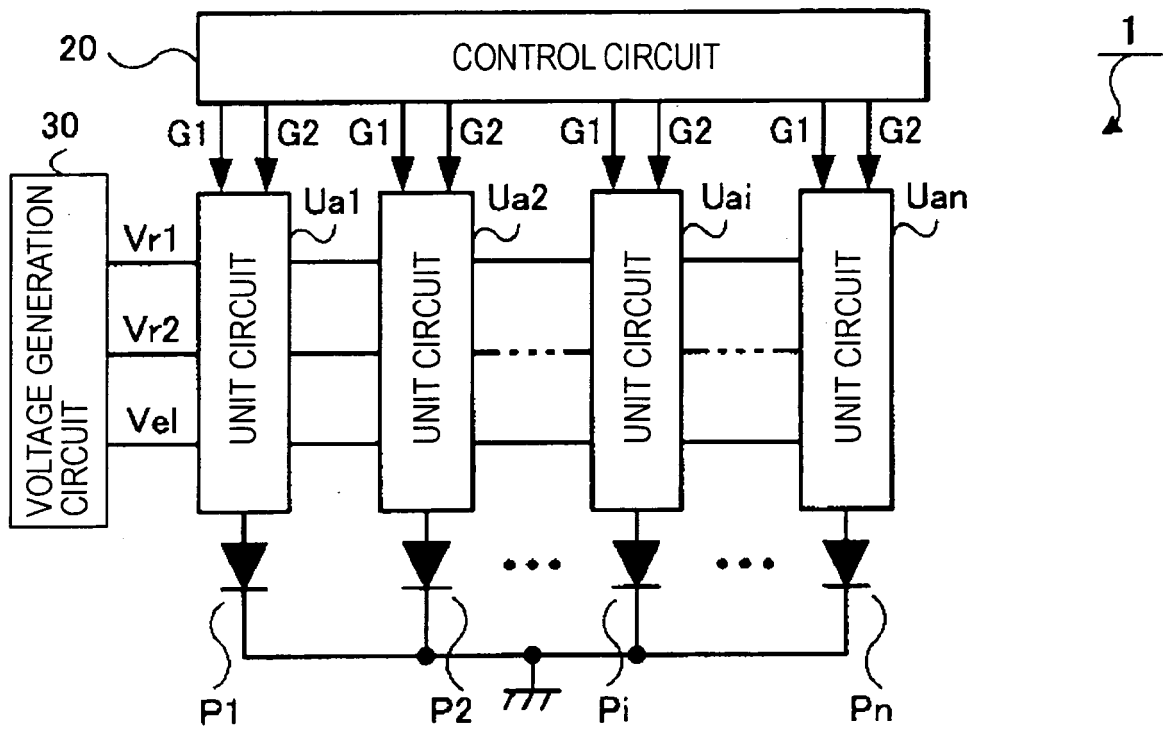 1
20
CONTROL CIRCUIT
30
G1 G2 G1 G2 G1 G2 G1 G2
VOLTAGE GENERATION
CIRCUIT
Vr1
Vr2
Vel
UNIT CIRCUIT
Ua1
UNIT CIRCUIT
Ua2
UNIT CIRCUIT
Uai
UNIT CIRCUIT
Uan
P1 P2 Pi Pn